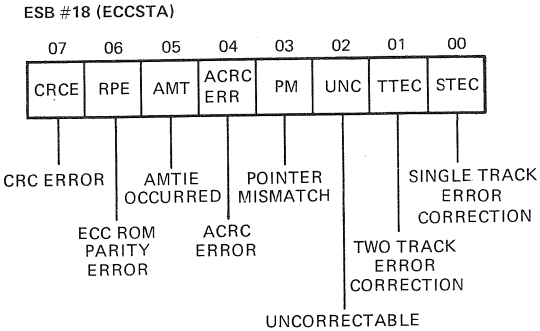 ESB #18 (ECCSTA)
07 06 05 04 03 02 01 00
CRCE RPE AMT ACRC ERR PM UNC TTEC STEC
CRC ERROR
ECC ROM
PARITY
ERROR
AMTIE
OCCURRED
ACRC
ERROR
POINTER
MISMATCH
UNCORRECTABLE
TWO TRACK
ERROR
CORRECTION
SINGLE TRACK
ERROR
CORRECTION